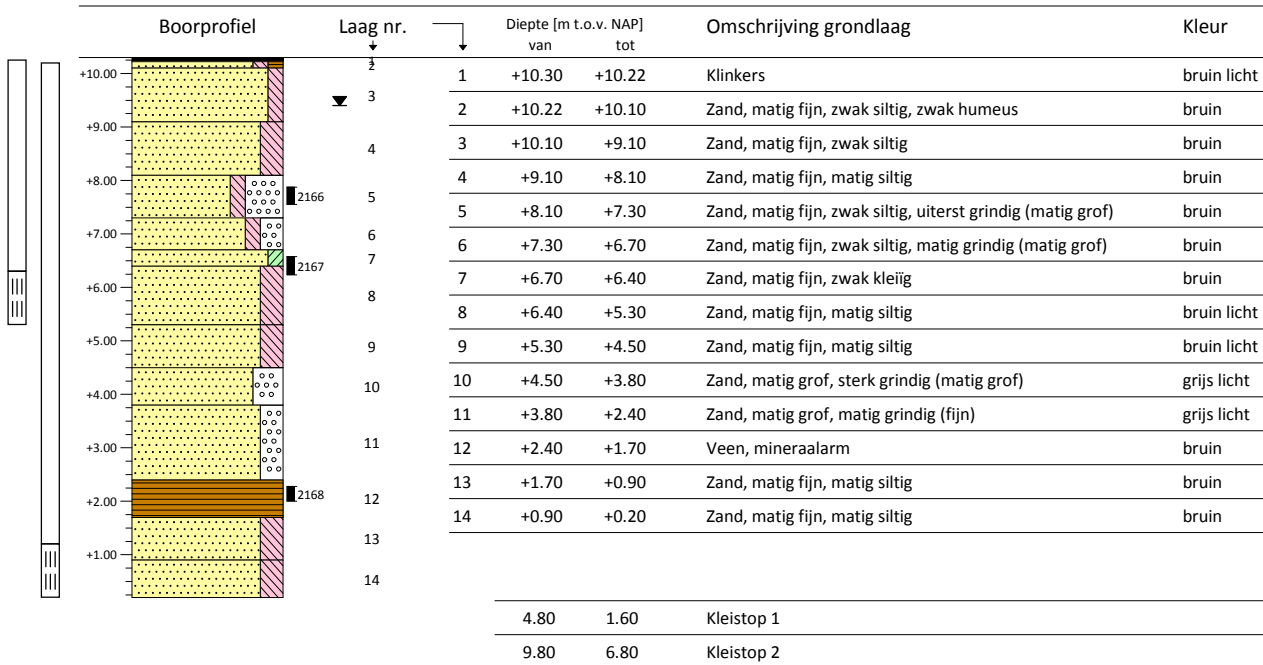 Boorprofiel Laag nr. Diepte [m t.o.v. NAP] Omschrijving grondlaag Kleur
van tot
1
2
3
4
5
6
7
8
9
10
11
12
13
14
+10.00
+9.00
+8.00
+7.00
+6.00
+5.00
+4.00
+3.00
+2.00
+1.00
2166
2167
2168
1 +10.30 +10.22 Klinkers bruin licht
2 +10.22 +10.10 Zand, matig fijn, zwak siltig, zwak humeus bruin
3 +10.10 +9.10 Zand, matig fijn, zwak siltig bruin
4 +9.10 +8.10 Zand, matig fijn, matig siltig bruin
5 +8.10 +7.30 Zand, matig fijn, zwak siltig, uiterst grindig (matig grof) bruin
6 +7.30 +6.70 Zand, matig fijn, zwak siltig, matig grindig (matig grof) bruin
7 +6.70 +6.40 Zand, matig fijn, zwak kleiïg bruin
8 +6.40 +5.30 Zand, matig fijn, matig siltig bruin licht
9 +5.30 +4.50 Zand, matig fijn, matig siltig bruin licht
10 +4.50 +3.80 Zand, matig grof, sterk grindig (matig grof) grijs licht
11 +3.80 +2.40 Zand, matig grof, matig grindig (fijn) grijs licht
12 +2.40 +1.70 Veen, mineraalarm bruin
13 +1.70 +0.90 Zand, matig fijn, matig siltig bruin
14 +0.90 +0.20 Zand, matig fijn, matig siltig bruin
4.80 1.60 Kleistop 1
9.80 6.80 Kleistop 2